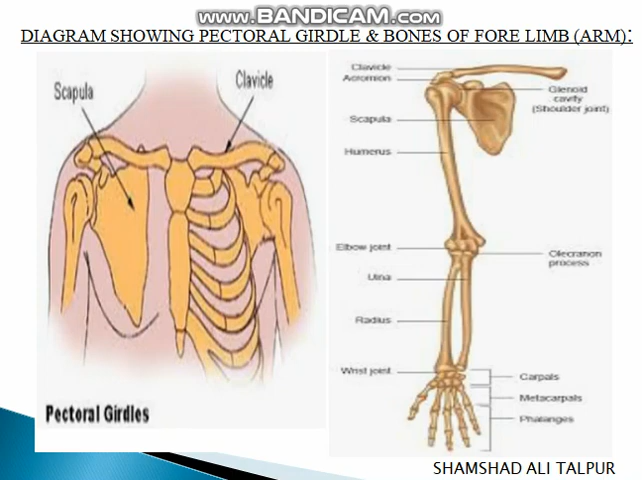 www.BANDICAM.com
DIAGRAM SHOWING PECTORAL GIRDLE & BONES OF FORE LIMB (ARM):
Scapula
Clavicle
Pectoral Girdles
Clavicle
Acromion
Glenoid
cavity
(Shoulder joint)
Scapula
Humerus
Elbow joint
Olecranon
process
Ulna
Radius
Wrist joint
Carpals
Metacarpals
Phalanges
SHAMSHAD ALI TALPUR